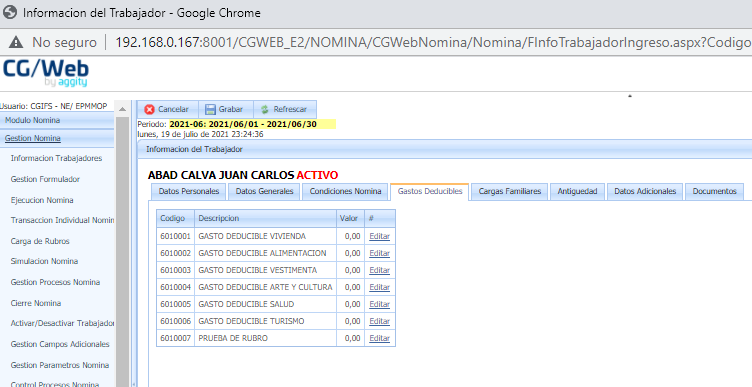 Informacion del Trabajador - Google Chrome
No seguro | 192.168.0.167:8001/CGWEB_E2/NOMINA/CGWebNomina/Nomina/FInfoTrabajadorIngreso.aspx?Codigo
CG/Web
by aggity
Usuario: CGIFS - NE/ EPMMOP
Modulo Nomina
Gestion Nomina
Informacion Trabajadores
Gestion Formulador
Ejecucion Nomina
Transaccion Individual Nomin
Carga de Rubros
Simulacion Nomina
Gestion Procesos Nomina
Cierre Nomina
Activar/Desactivar Trabajador
Gestion Campos Adicionales
Gestion Parametros Nomina
Control Procesos Nomina
Cancelar Grabar Refrescar
Periodo: 2021-06: 2021/06/01 - 2021/06/30
lunes, 19 de julio de 2021 23:24:36
Informacion del Trabajador
ABAD CALVA JUAN CARLOS ACTIVO
Datos Personales Datos Generales Condiciones Nomina Gastos Deducibles Cargas Familiares Antiguedad Datos Adicionales Documentos
Codigo Descripcion Valor #
6010001 GASTO DEDUCIBLE VIVIENDA 0,00 Editar
6010002 GASTO DEDUCIBLE ALIMENTACION 0,00 Editar
6010003 GASTO DEDUCIBLE VESTIMENTA 0,00 Editar
6010004 GASTO DEDUCIBLE ARTE Y CULTURA 0,00 Editar
6010005 GASTO DEDUCIBLE SALUD 0,00 Editar
6010006 GASTO DEDUCIBLE TURISMO 0,00 Editar
6010007 PRUEBA DE RUBRO 0,00 Editar